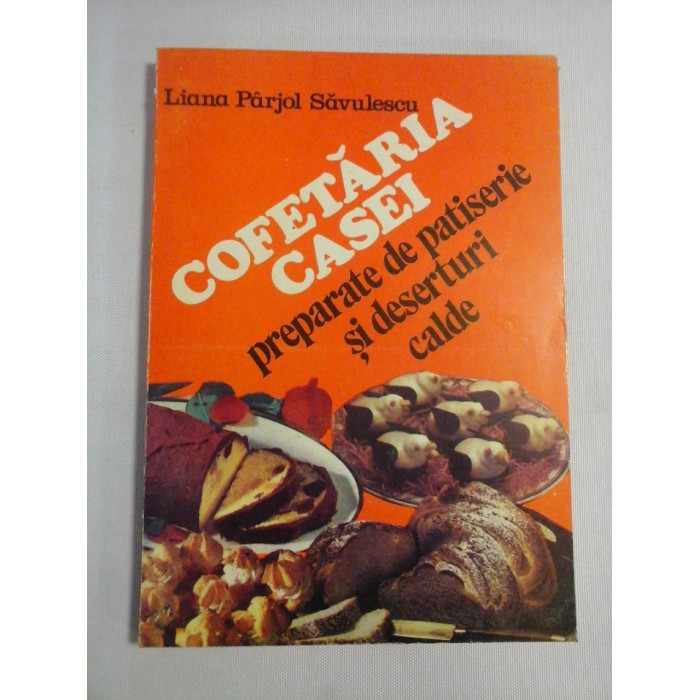 Liana Pârjol Săvulescu
COFETĂRIA
CASEI
preparate de patiserie
și deserturi
calde